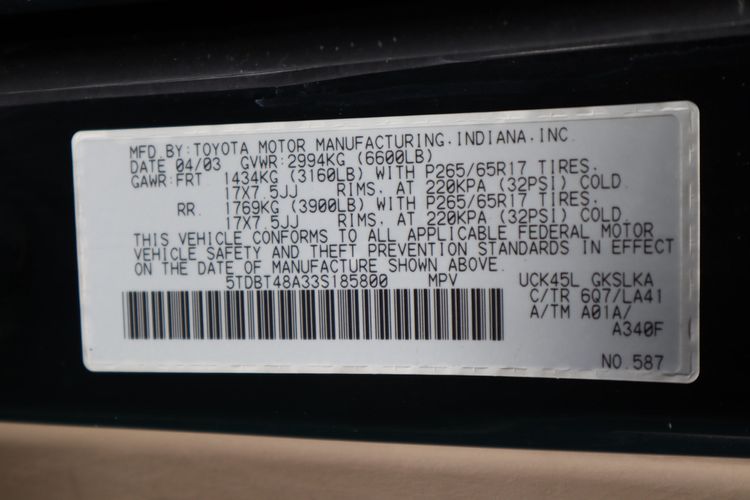 MFD. BY: TOYOTA MOTOR MANUFACTURING, INDIANA, INC.
DATE 04/03 GVWR: 2994KG (6600LB)
GAWR: FRT 1434KG (3160LB) WITH P265/65R17 TIRES,
17X7.5JJ RIMS, AT 220KPA (32PSI) COLD.
RR. 1769KG (3900LB) WITH P265/65R17 TIRES,
17X7.5JJ RIMS, AT 220KPA (32PSI) COLD.
THIS VEHICLE CONFORMS TO ALL APPLICABLE FEDERAL MOTOR
VEHICLE SAFETY AND THEFT PREVENTION STANDARDS IN EFFECT
ON THE DATE OF MANUFACTURE SHOWN ABOVE.
5TDBT48A33S185800 MPV UCK45L GKSLKA
C/TR 6Q7/LA41
A/TM A01A/
A340F
NO. 587